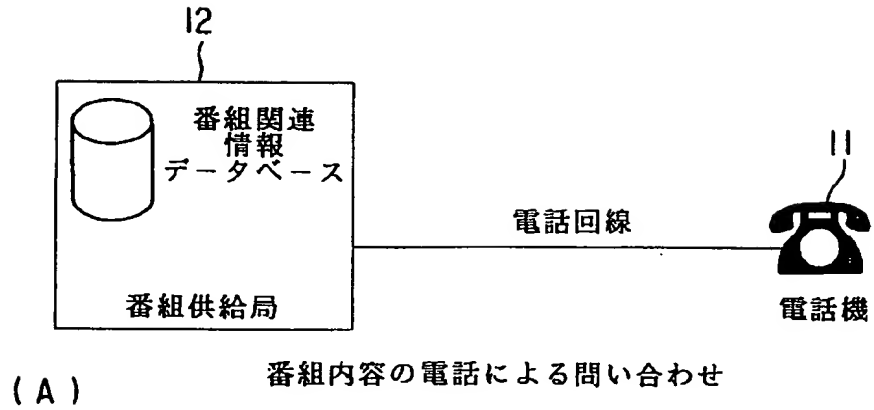 12
番組関連
情報
データベース
11
電話回線
番組供給局
電話機
番組内容の電話による問い合わせ
(A)